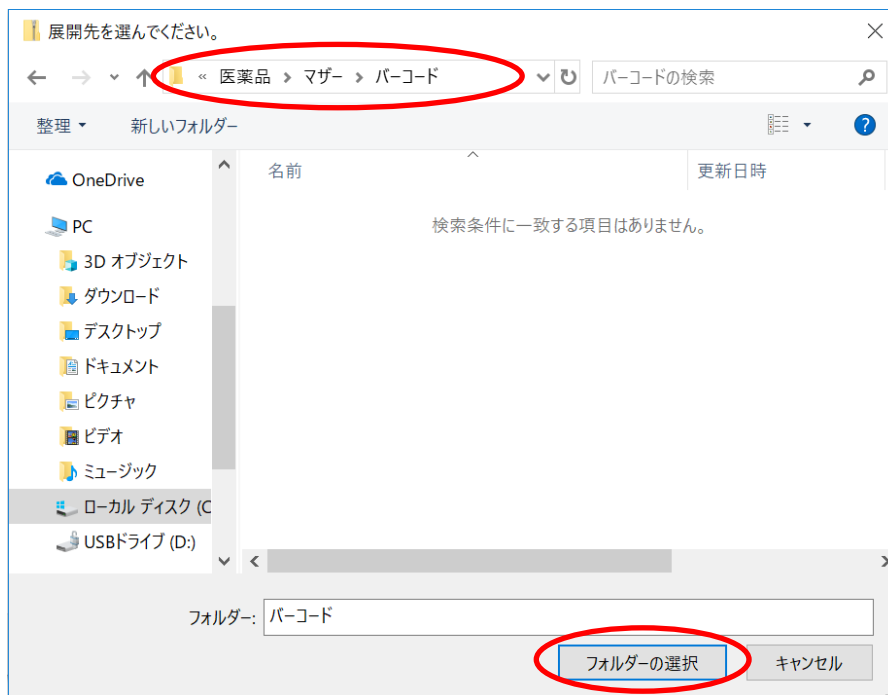 展開先を選んでください。
« 医薬品 > マザー > バーコード
バーコードの検索
整理
新しいフォルダー
?
名前
更新日時
検索条件に一致する項目はありません。
OneDrive
PC
3D オブジェクト
ダウンロード
デスクトップ
ドキュメント
ピクチャ
ビデオ
ミュージック
ローカル ディスク (C
USBドライブ (D:)
フォルダー: バーコード
フォルダーの選択
キャンセル